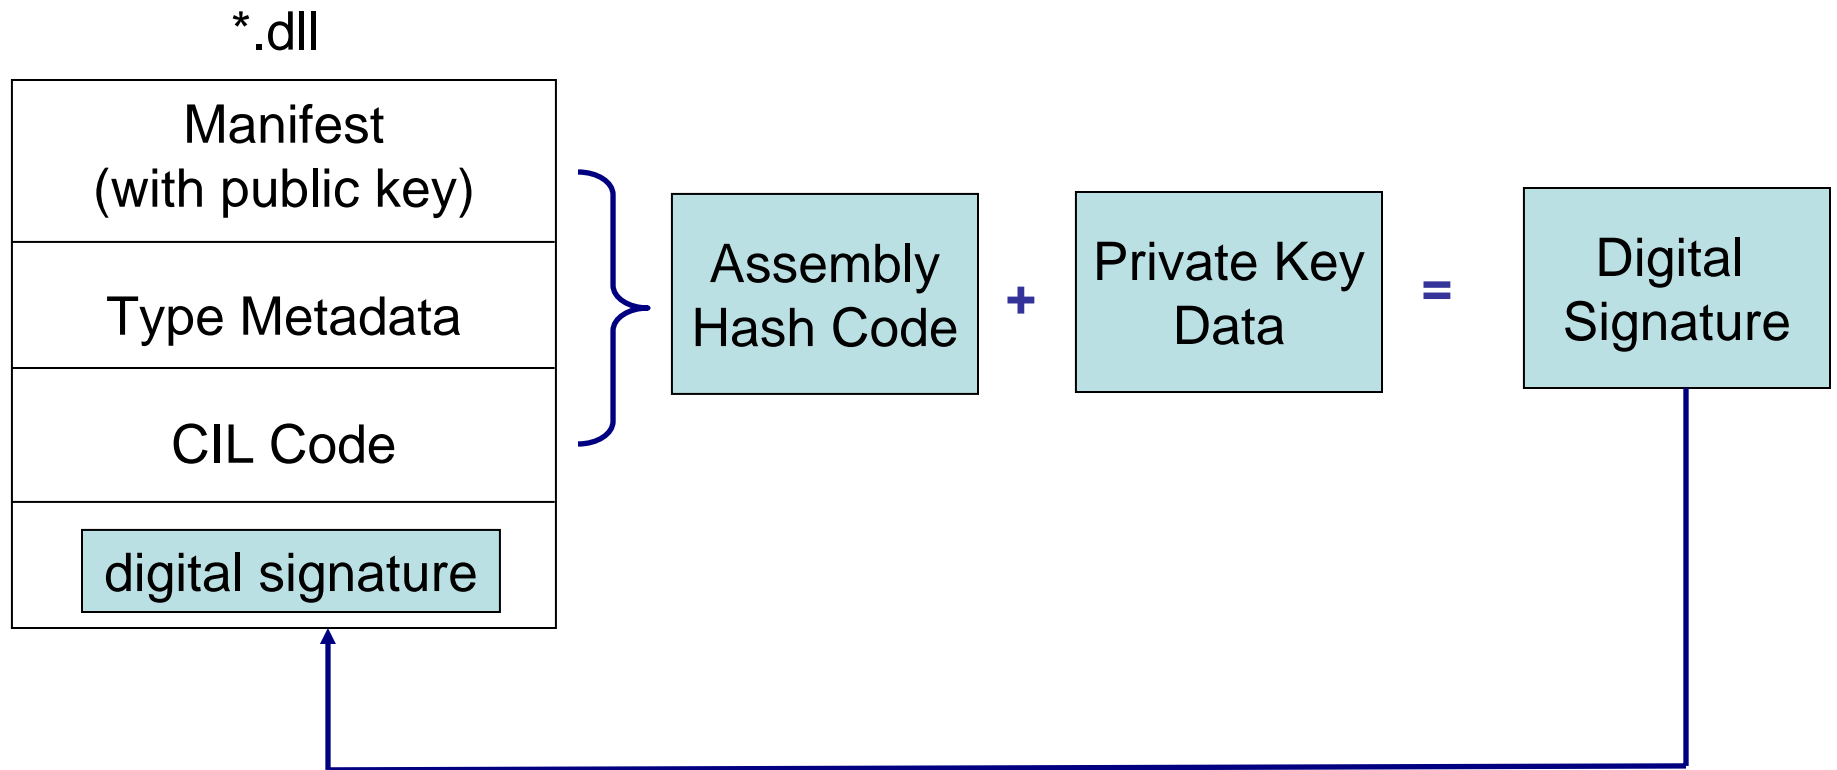 *.dll
Manifest
(with public key)
Type Metadata
CIL Code
digital signature
Assembly
Hash Code
+
Private Key
Data
=
Digital
Signature